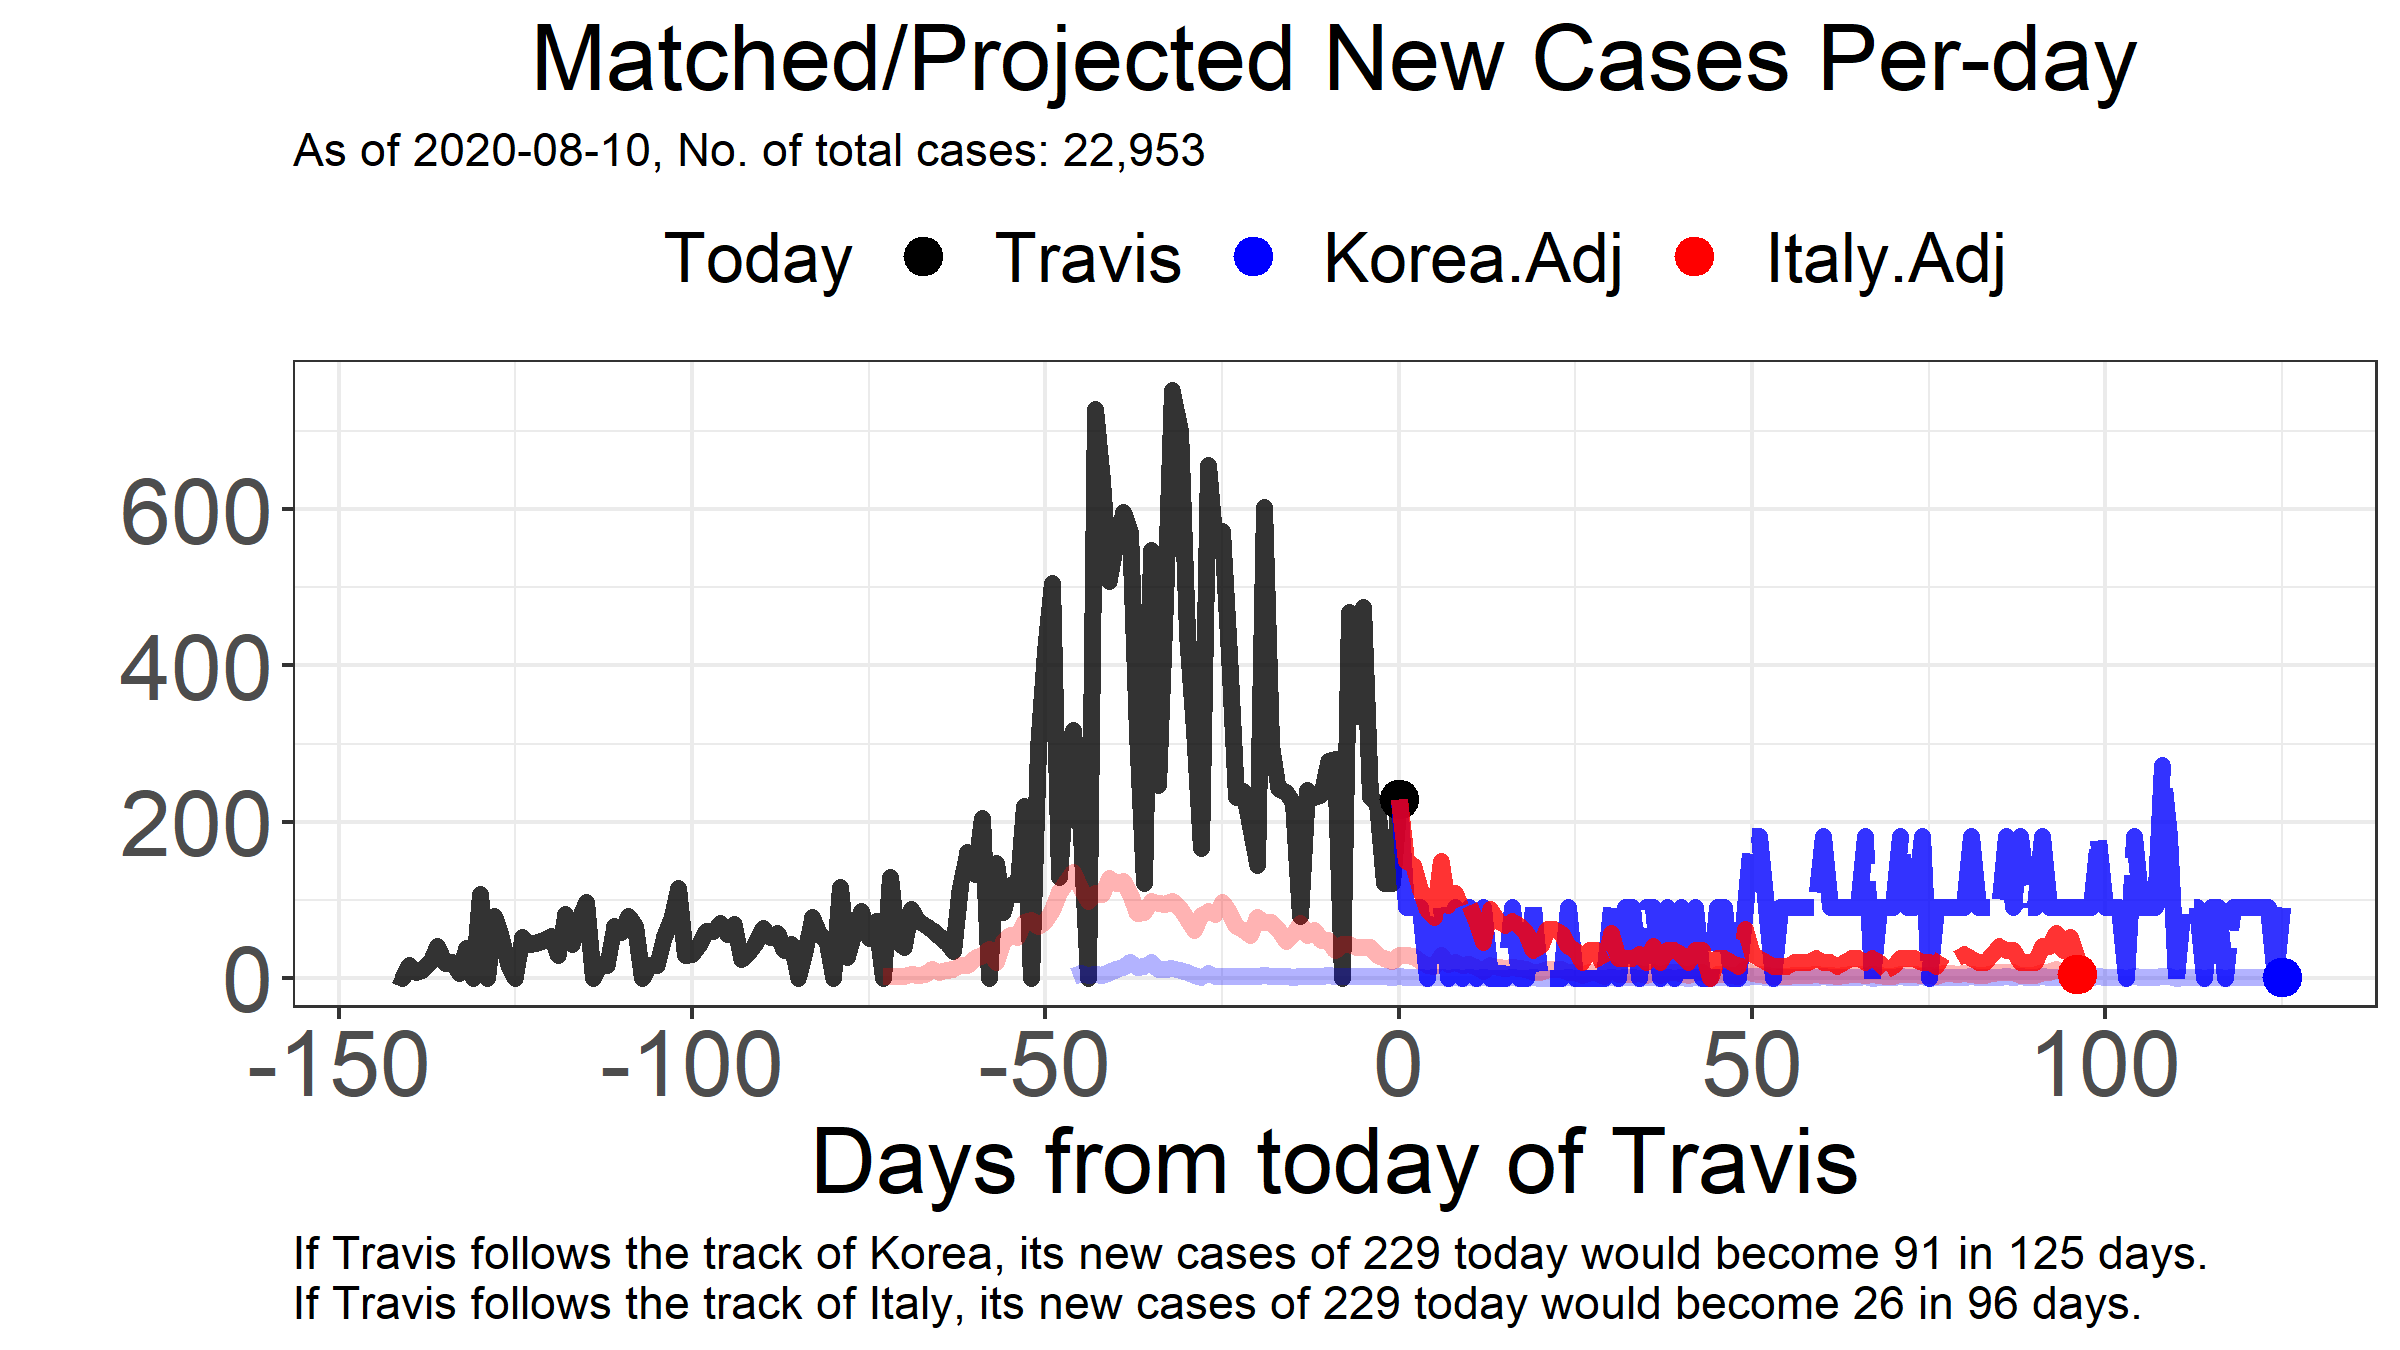 Matched/Projected New Cases Per-day
As of 2020-08-10, No. of total cases: 22,953
Today Travis Korea.Adj Italy.Adj
600
400
200
0
-150 -100 -50 0 50 100
Days from today of Travis
If Travis follows the track of Korea, its new cases of 229 today would become 91 in 125 days.
If Travis follows the track of Italy, its new cases of 229 today would become 26 in 96 days.